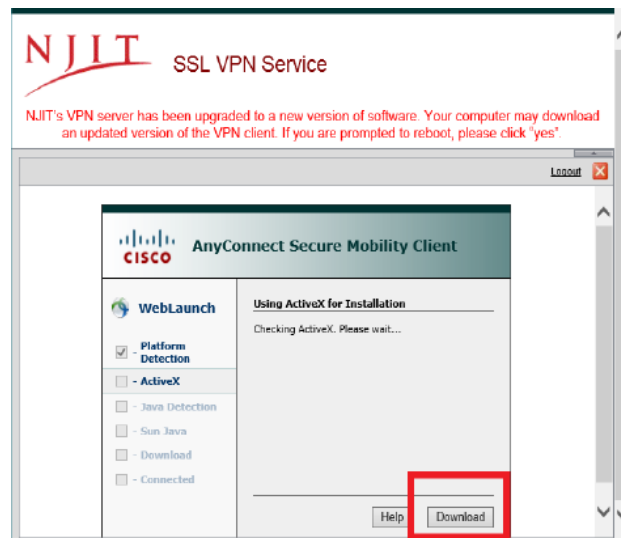 NJIT
SSL VPN Service
NJIT's VPN server has been upgraded to a new version of software. Your computer may download
an updated version of the VPN client. If you are prompted to reboot, please click "yes".
Logout
CISCO
AnyConnect Secure Mobility Client
WebLaunch
Using ActiveX for Installation
Checking ActiveX. Please wait...
- Platform
Detection
- ActiveX
- Java Detection
- Sun Java
- Download
- Connected
Help
Download